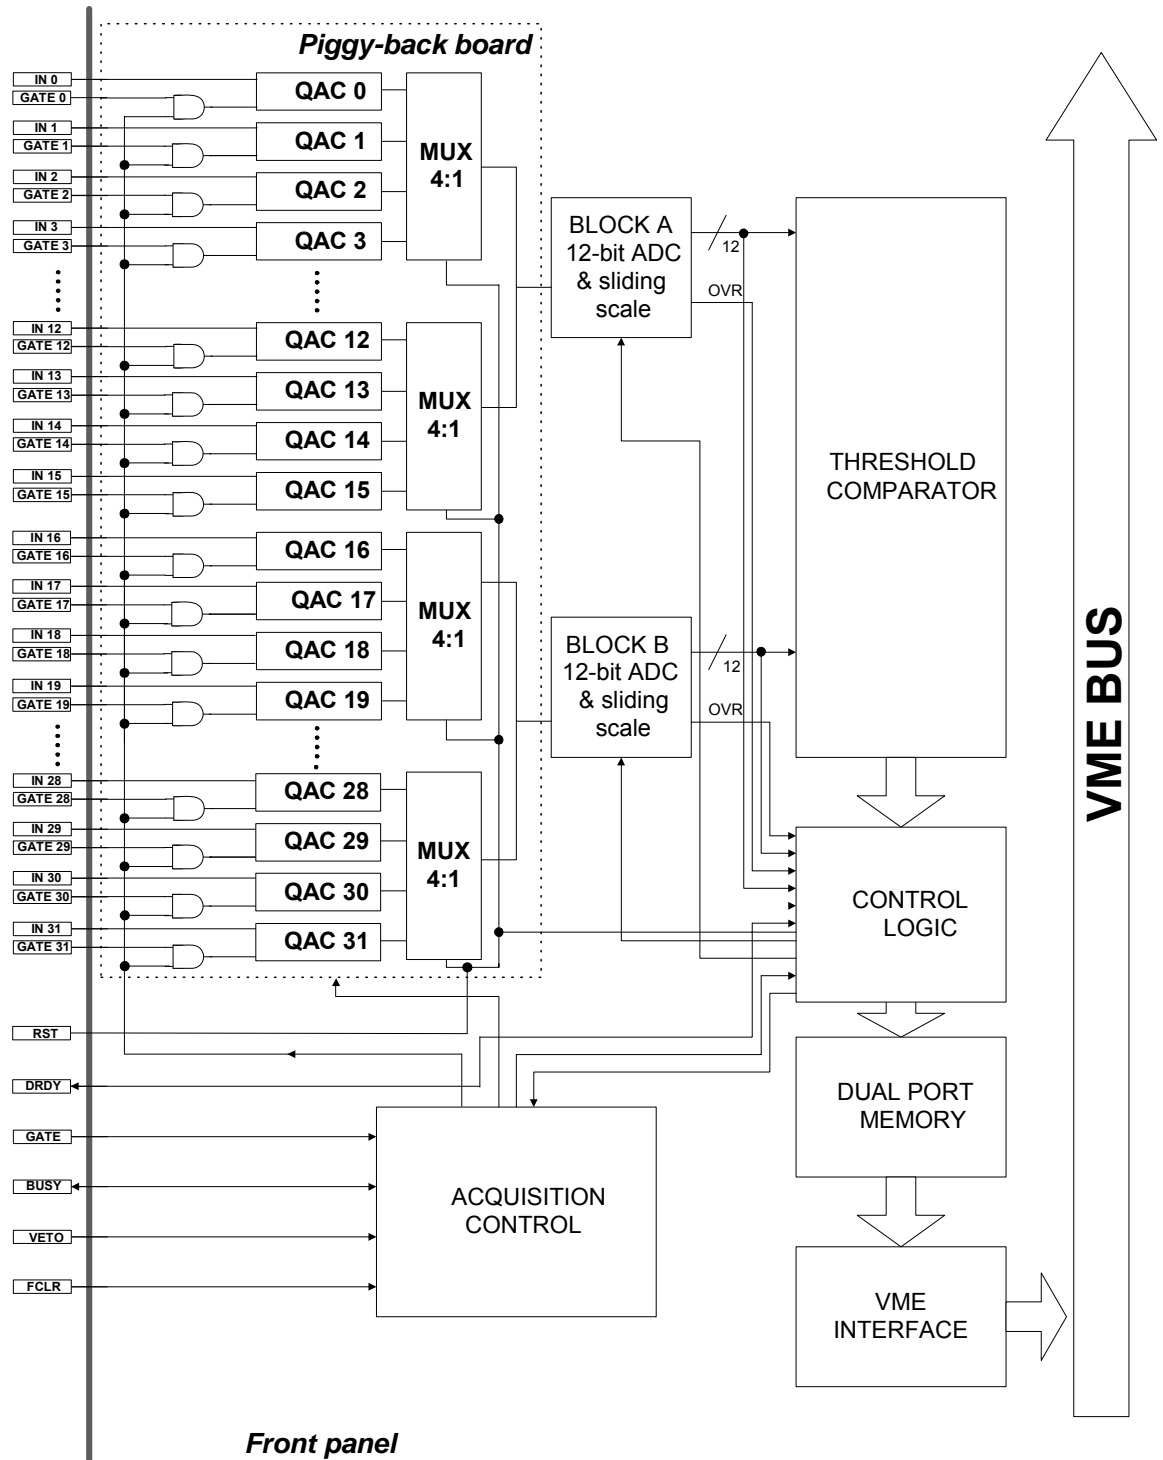 Piggy-back board
IN 0
GATE 0
QAC 0
IN 1
GATE 1
QAC 1
IN 2
GATE 2
QAC 2
IN 3
GATE 3
QAC 3
MUX
4:1
IN 12
GATE 12
QAC 12
IN 13
GATE 13
QAC 13
IN 14
GATE 14
QAC 14
IN 15
GATE 15
QAC 15
MUX
4:1
IN 16
GATE 16
QAC 16
IN 17
GATE 17
QAC 17
IN 18
GATE 18
QAC 18
IN 19
GATE 19
QAC 19
MUX
4:1
IN 28
GATE 28
QAC 28
IN 29
GATE 29
QAC 29
IN 30
GATE 30
QAC 30
IN 31
GATE 31
QAC 31
MUX
4:1
BLOCK A
12-bit ADC
& sliding
scale
12
OVR
BLOCK B
12-bit ADC
& sliding
scale
12
OVR
THRESHOLD
COMPARATOR
CONTROL
LOGIC
DUAL PORT
MEMORY
VME
INTERFACE
VME BUS
RST
DRDY
GATE
BUSY
VETO
FCLR
ACQUISITION
CONTROL
Front panel